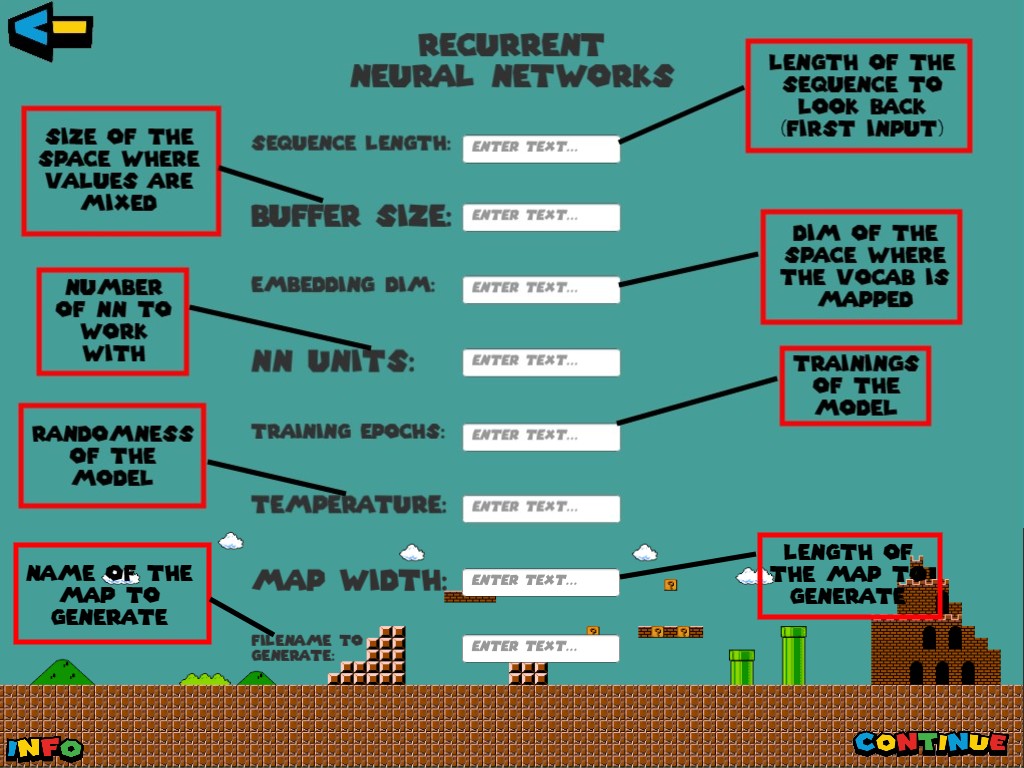 RECURRENT
NEURAL NETWORKS
LENGTH OF THE
SEQUENCE TO
LOOK BACK
(FIRST INPUT)
SIZE OF THE
SPACE WHERE
VALUES ARE
MIXED
SEQUENCE LENGTH:
ENTER TEXT...
BUFFER SIZE:
ENTER TEXT...
DIM OF THE
SPACE WHERE
THE VOCAB IS
MAPPED
NUMBER
OF NN TO
WORK
WITH
EMBEDDING DIM:
ENTER TEXT...
NN UNITS:
ENTER TEXT...
TRAININGS
OF THE
MODEL
RANDOMNESS
OF THE
MODEL
TRAINING EPOCHS:
ENTER TEXT...
TEMPERATURE:
ENTER TEXT...
LENGTH OF
THE MAP TO
GENERATE
NAME OF THE
MAP TO
GENERATE
MAP WIDTH:
ENTER TEXT...
FILENAME TO
GENERATE:
ENTER TEXT...
INFO
CONTINUE